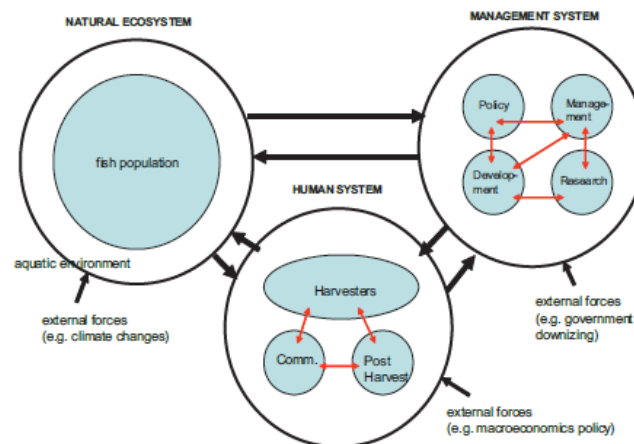 NATURAL ECOSYSTEM
MANAGEMENT SYSTEM
Policy
Manage-
ment
fish population
Develop-
ment
Research
HUMAN SYSTEM
aquatic environment
Harvesters
external forces
(e.g. climate changes)
external forces
(e.g. government
downizing)
Comm.
Post
Harvest
external forces
(e.g. macroeconomics policy)